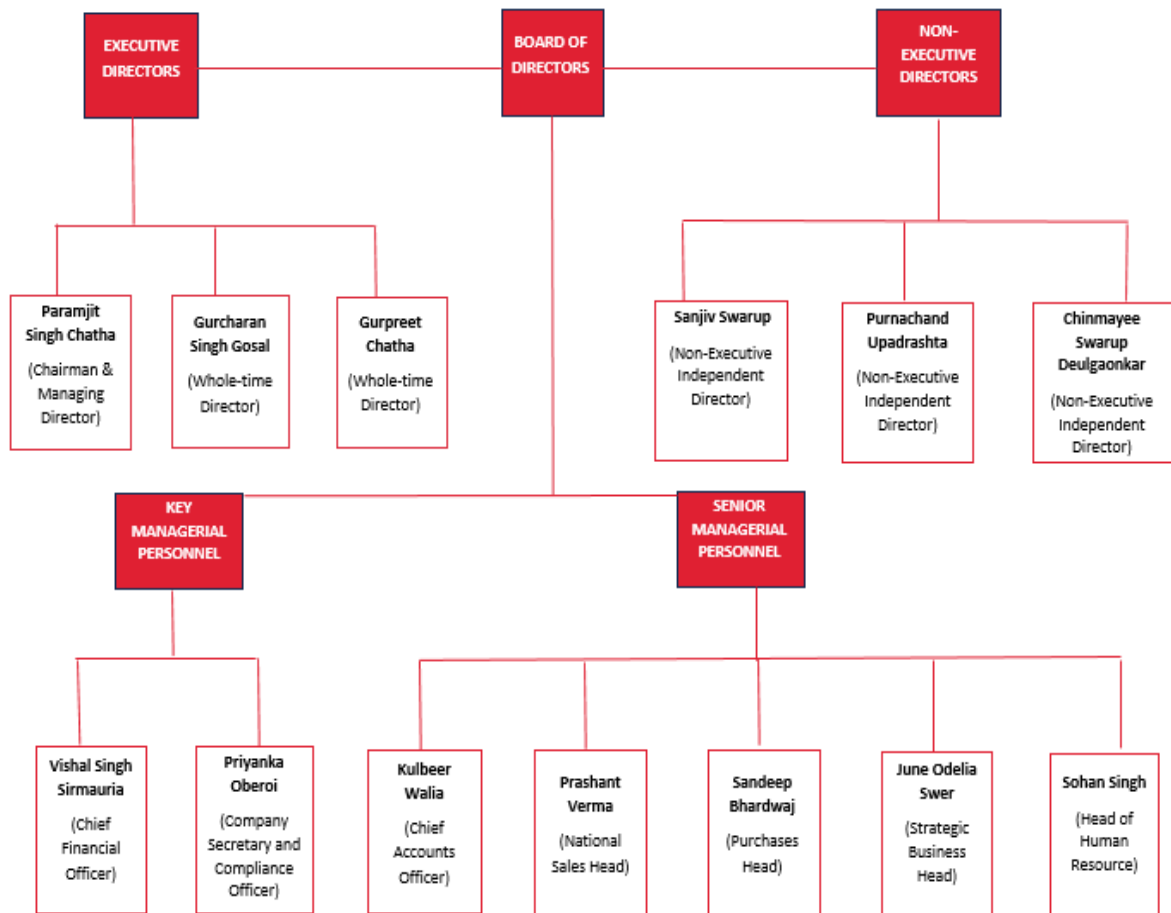 EXECUTIVE
DIRECTORS
BOARD OF
DIRECTORS
NON-
EXECUTIVE
DIRECTORS
Paramjit
Singh Chatha
(Chairman &
Managing
Director)
Gurcharan
Singh Gosal
(Whole-time
Director)
Gurpreet
Chatha
(Whole-time
Director)
Sanjiv Swarup
(Non-Executive
Independent
Director)
Purnachand
Upadrashta
(Non-Executive
Independent
Director)
Chinmayee
Swarup
Deulgaonkar
(Non-Executive
Independent
Director)
KEY
MANAGERIAL
PERSONNEL
SENIOR
MANAGERIAL
PERSONNEL
Vishal Singh
Sirmauria
(Chief
Financial
Officer)
Priyanka
Oberoi
(Company
Secretary and
Compliance
Officer)
Kulbeer
Walia
(Chief
Accounts
Officer)
Prashant
Verma
(National
Sales Head)
Sandeep
Bhardwaj
(Purchases
Head)
June Odelia
Swer
(Strategic
Business
Head)
Sohan Singh
(Head of
Human
Resource)